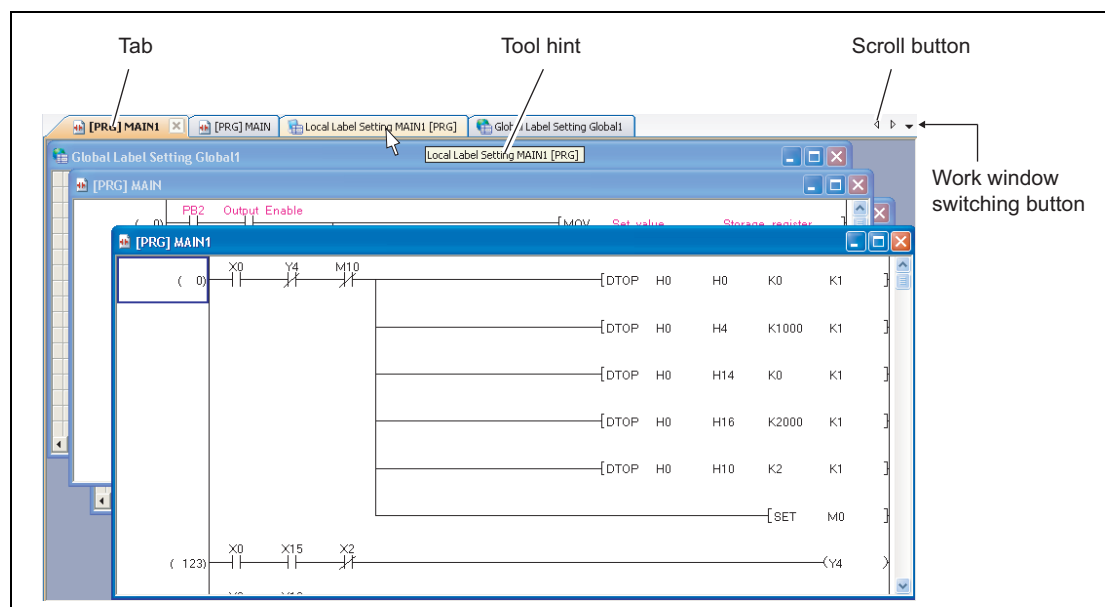 Tab Tool hint Scroll button
[PRG] MAIN1 [PRG] MAIN Local Label Setting MAIN1 [PRG] Global Label Setting Global1
Global Label Setting Global1 Local Label Setting MAIN1 [PRG]
Work window
switching button
[PRG] MAIN
PB2 Output Enable
( 0) [MOV Set value Storage register ]
[PRG] MAIN1
X0 Y4 M10
( 0) [DTOP H0 H0 K0 K1 ]
[DTOP H0 H4 K1000 K1 ]
[DTOP H0 H14 K0 K1 ]
[DTOP H0 H16 K2000 K1 ]
[DTOP H0 H10 K2 K1 ]
[SET M0 ]
X0 X15 X2
( 123) (Y4 )